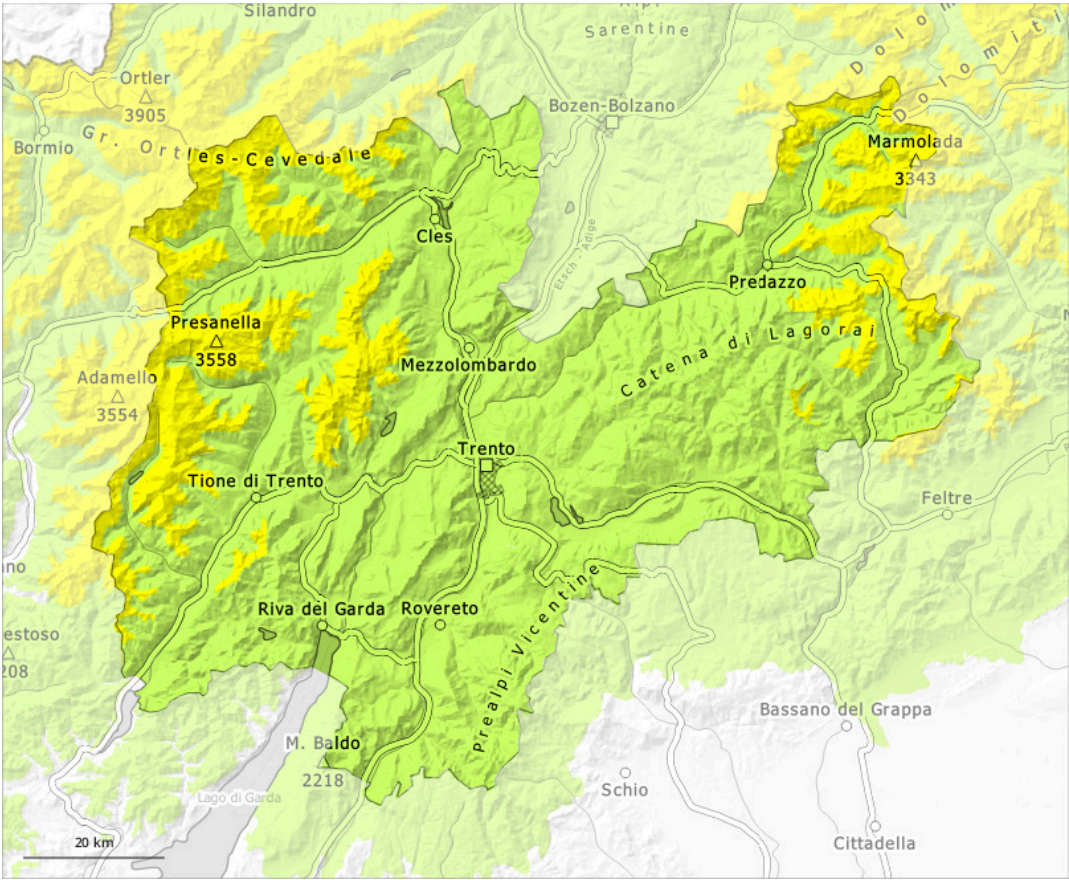 Silandro
Sarentine
Dolomiti
Ortler
3905
Bozen-Bolzano
Bormio
Gr. Ortles-Cevedale
Marmolada
3343
Cles
Etsch - Adige
Predazzo
Presanella
3558
Catena di Lagorai
Mezzolombardo
Adamello
3554
Trento
Tione di Trento
Feltre
Riva del Garda
Rovereto
estoso
208
Prealpi Vicentine
Bassano del Grappa
M. Baldo
2218
Schio
Lago di Garda
20 km
Cittadella